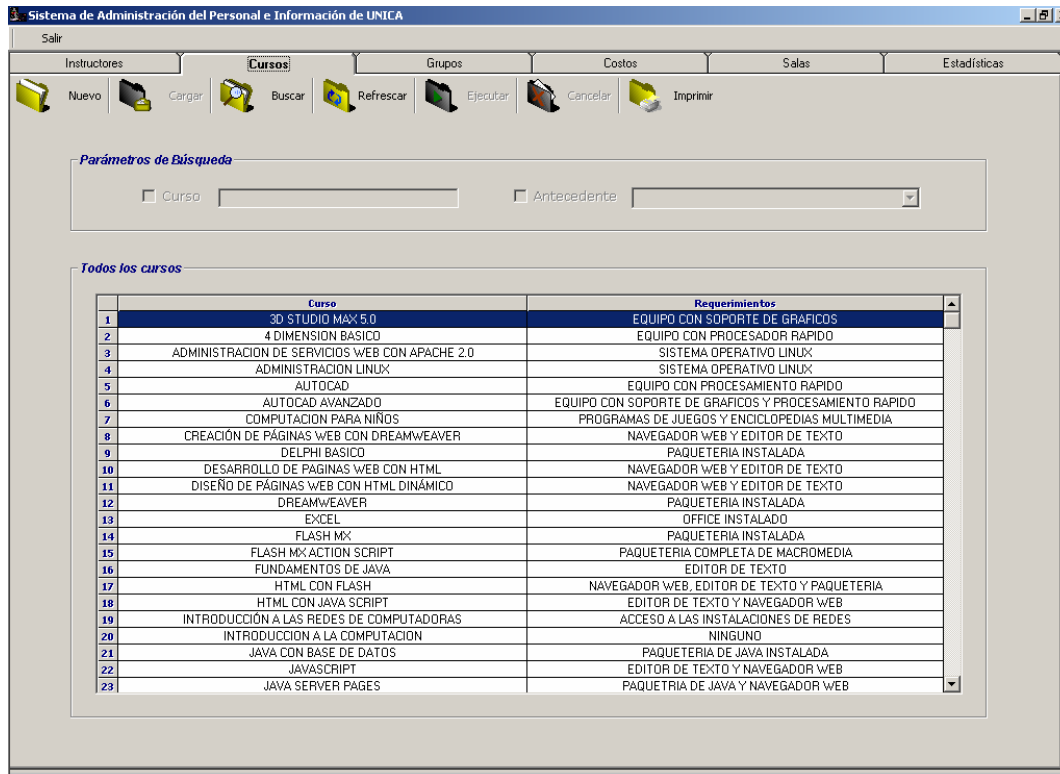 Sistema de Administración del Personal e Información de UNICA
Salir
Instructores Cursos Grupos Costos Salas Estadísticas
Nuevo Cargar Buscar Refrescar Ejecutar Cancelar Imprimir
Parámetros de Búsqueda
Curso Antecedente
Todos los cursos
Curso Requerimientos
1 3D STUDIO MAX 5.0 EQUIPO CON SOPORTE DE GRAFICOS
2 4 DIMENSION BASICO EQUIPO CON PROCESADOR RAPIDO
3 ADMINISTRACION DE SERVICIOS WEB CON APACHE 2.0 SISTEMA OPERATIVO LINUX
4 ADMINISTRACION LINUX SISTEMA OPERATIVO LINUX
5 AUTOCAD EQUIPO CON PROCESAMIENTO RAPIDO
6 AUTOCAD AVANZADO EQUIPO CON SOPORTE DE GRAFICOS Y PROCESAMIENTO RAPIDO
7 COMPUTACION PARA NIÑOS PROGRAMAS DE JUEGOS Y ENCICLOPEDIAS MULTIMEDIA
8 CREACIÓN DE PÁGINAS WEB CON DREAMWEAVER NAVEGADOR WEB Y EDITOR DE TEXTO
9 DELPHI BASICO PAQUETERIA INSTALADA
10 DESARROLLO DE PAGINAS WEB CON HTML NAVEGADOR WEB Y EDITOR DE TEXTO
11 DISEÑO DE PÁGINAS WEB CON HTML DINÁMICO NAVEGADOR WEB Y EDITOR DE TEXTO
12 DREAMWEAVER PAQUETERIA INSTALADA
13 EXCEL OFFICE INSTALADO
14 FLASH MX PAQUETERIA INSTALADA
15 FLASH MX ACTION SCRIPT PAQUETERIA COMPLETA DE MACROMEDIA
16 FUNDAMENTOS DE JAVA EDITOR DE TEXTO
17 HTML CON FLASH NAVEGADOR WEB, EDITOR DE TEXTO Y PAQUETERIA
18 HTML CON JAVA SCRIPT EDITOR DE TEXTO Y NAVEGADOR WEB
19 INTRODUCCIÓN A LAS REDES DE COMPUTADORAS ACCESO A LAS INSTALACIONES DE REDES
20 INTRODUCCION A LA COMPUTACION NINGUNO
21 JAVA CON BASE DE DATOS PAQUETERIA DE JAVA INSTALADA
22 JAVASCRIPT EDITOR DE TEXTO Y NAVEGADOR WEB
23 JAVA SERVER PAGES PAQUETRIA DE JAVA Y NAVEGADOR WEB